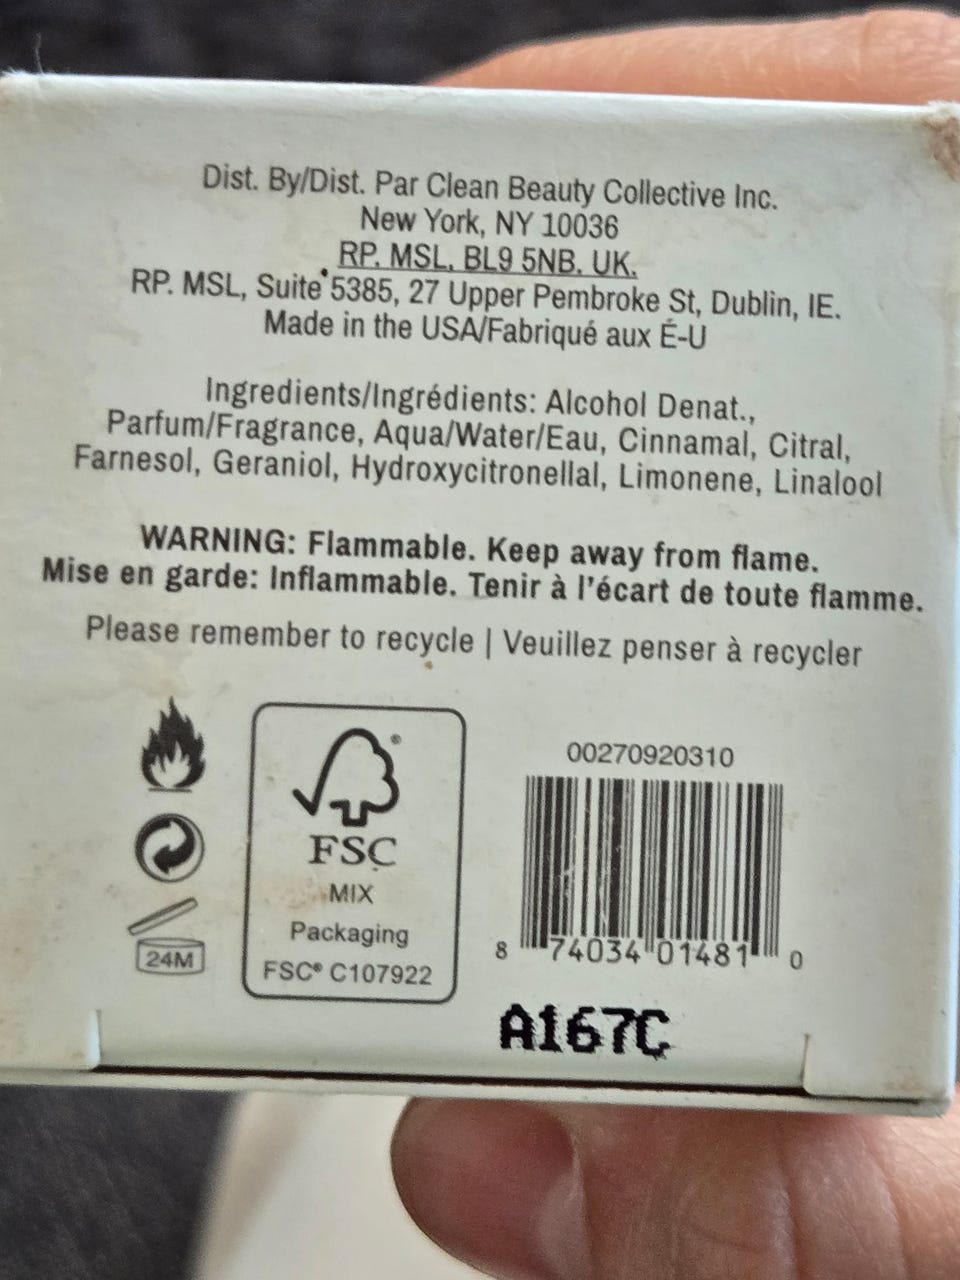 Dist. By/Dist. Par Clean Beauty Collective Inc.
New York, NY 10036
RP. MSL, BL9 5NB. UK.
RP. MSL, Suite 5385, 27 Upper Pembroke St, Dublin, IE.
Made in the USA/Fabriqué aux É-U
Ingredients/Ingrédients: Alcohol Denat.,
Parfum/Fragrance, Aqua/Water/Eau, Cinnamal, Citral,
Farnesol, Geraniol, Hydroxycitronellal, Limonene, Linalool
WARNING: Flammable. Keep away from flame.
Mise en garde: Inflammable. Tenir à l'écart de toute flamme.
Please remember to recycle | Veuillez penser à recycler
24M
®
FSC
MIX
Packaging
FSC® C107922
00270920310
8 74034 01481 0
A167C